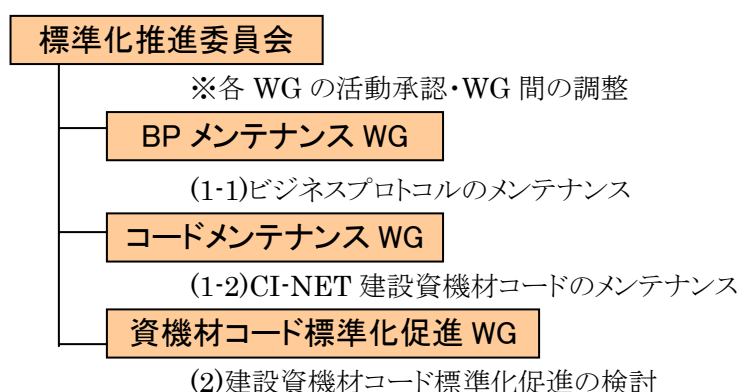 標準化推進委員会
※各 WG の活動承認・WG 間の調整
BP メンテナンス WG
(1-1)ビジネスプロトコルのメンテナンス
コードメンテナンス WG
(1-2)CI-NET 建設資機材コードのメンテナンス
資機材コード標準化促進 WG
(2)建設資機材コード標準化促進の検討